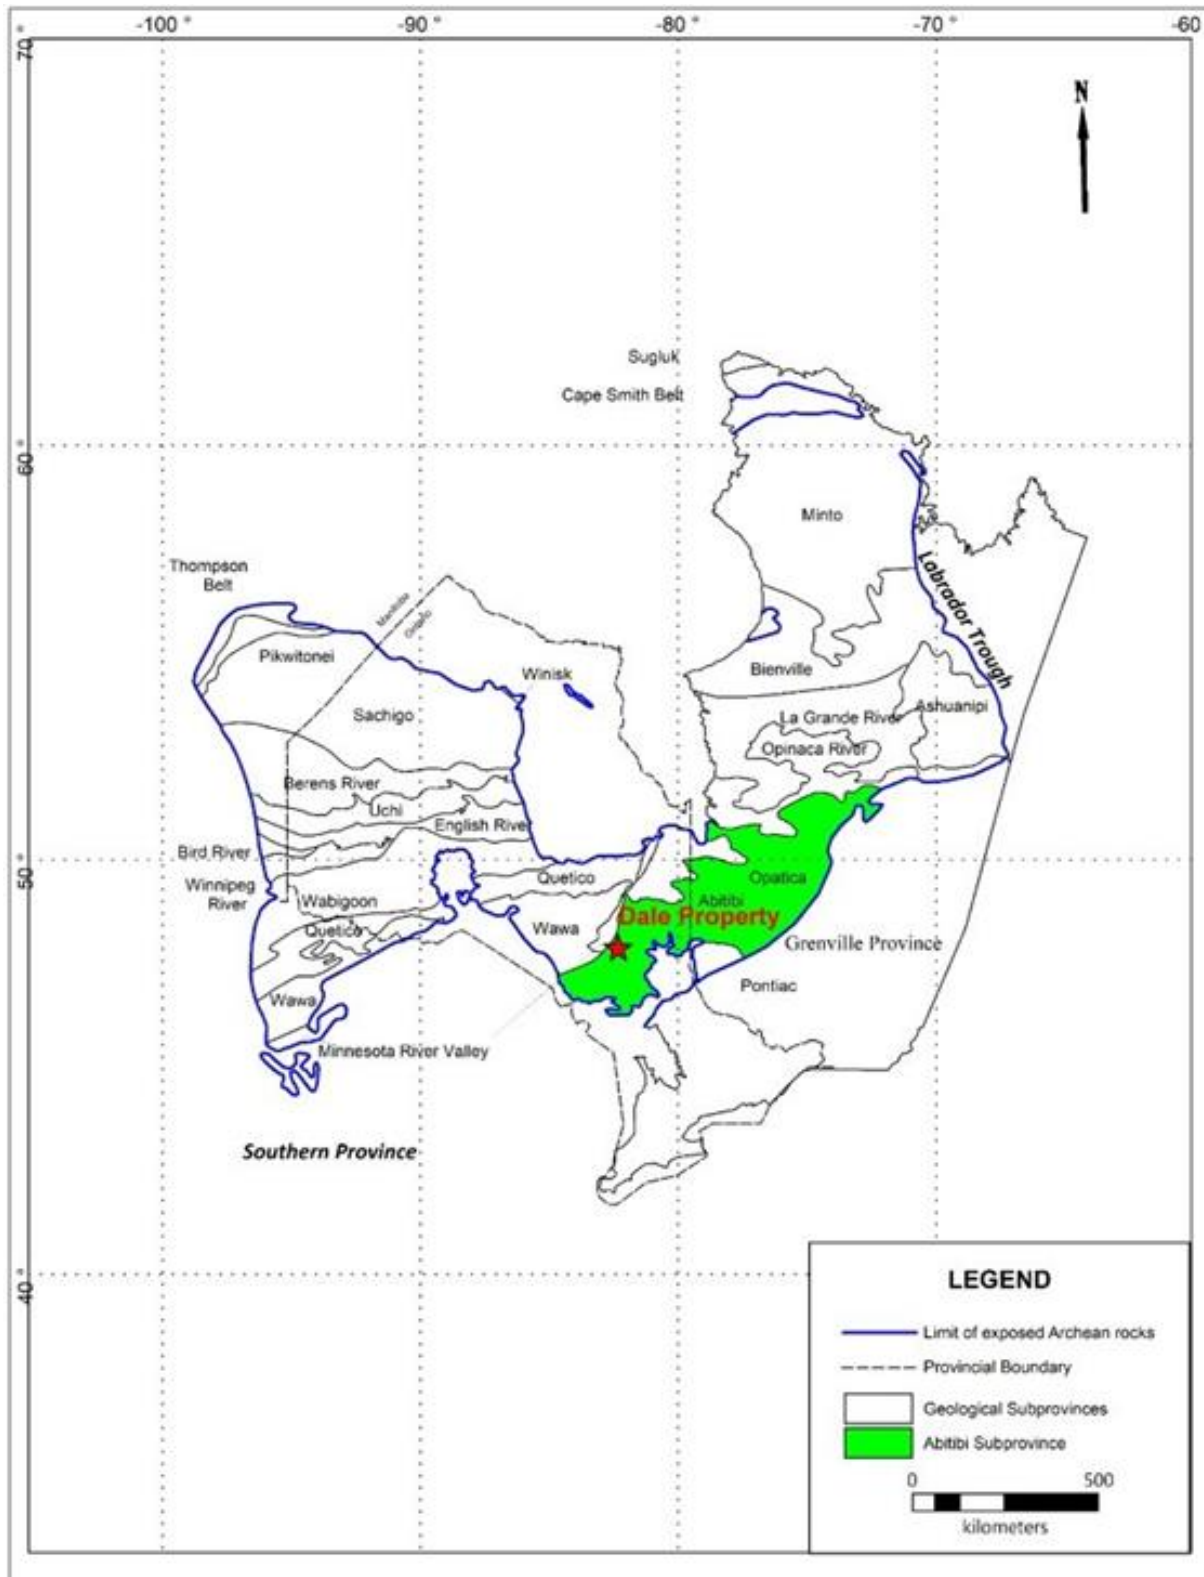 -100 °
-90 °
-80 °
-70 °
-60
70 °
N
Sugluk
Cape Smith Belt
60 °
Minto
Thompson
Belt
Labrador Trough
Manitoba
Ontario
Pikwitonei
Winisk
Bienville
Sachigo
Ashuanipi
La Grande River
Opinaca River
Berens River
Uchi
English River
Bird River
50 °
Quetico
Opatica
Winnipeg
River
Wabigoon
Abitibi
Dale Property
Quetico
Wawa
Grenville Province
Pontiac
Wawa
Minnesota River Valley
Southern Province
40 °
LEGEND
Limit of exposed Archean rocks
Provincial Boundary
Geological Subprovinces
Abitibi Subprovince
0 500
kilometers